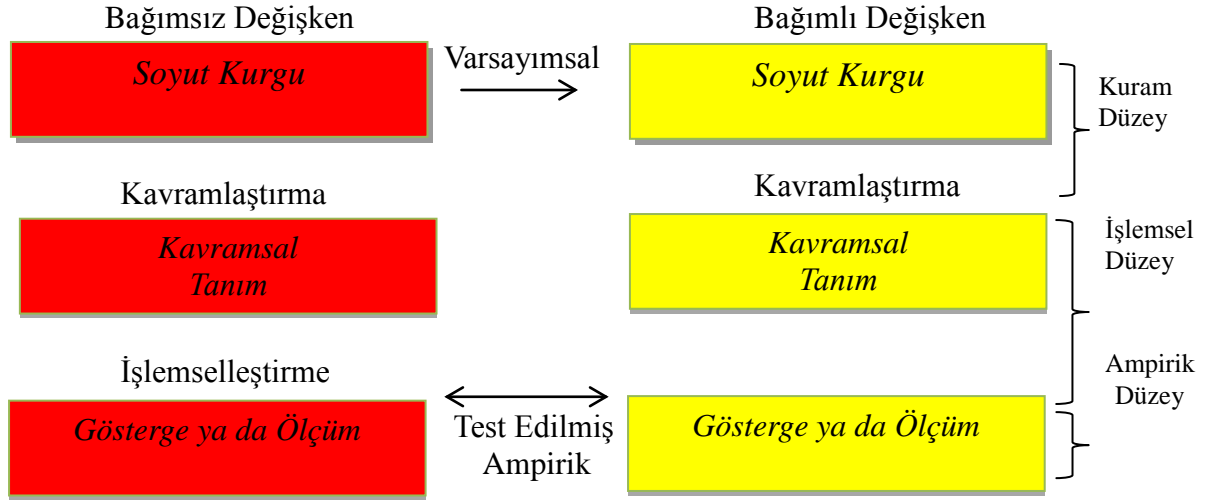 Bağımsız Değişken
Bağımlı Değişken
Soyut Kurgu
Varsayımsal
Soyut Kurgu
Kuram
Düzey
Kavramlaştırma
Kavramlaştırma
Kavramsal
Tanım
Kavramsal
Tanım
İşlemsel
Düzey
İşlemselleştirme
Ampirik
Düzey
Gösterge ya da Ölçüm
Test Edilmiş
Ampirik
Gösterge ya da Ölçüm